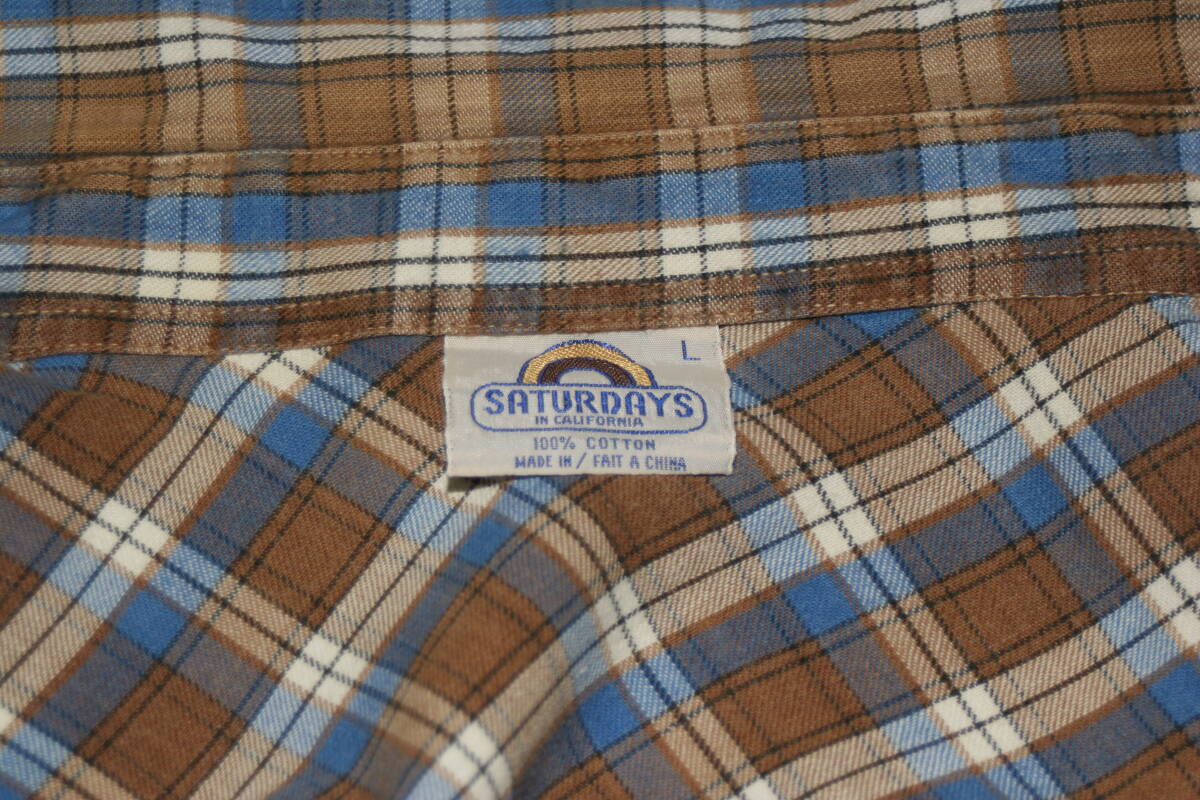 L
SATURDAYS
IN CALIFORNIA
100% COTTON
MADE IN / FAIT A CHINA